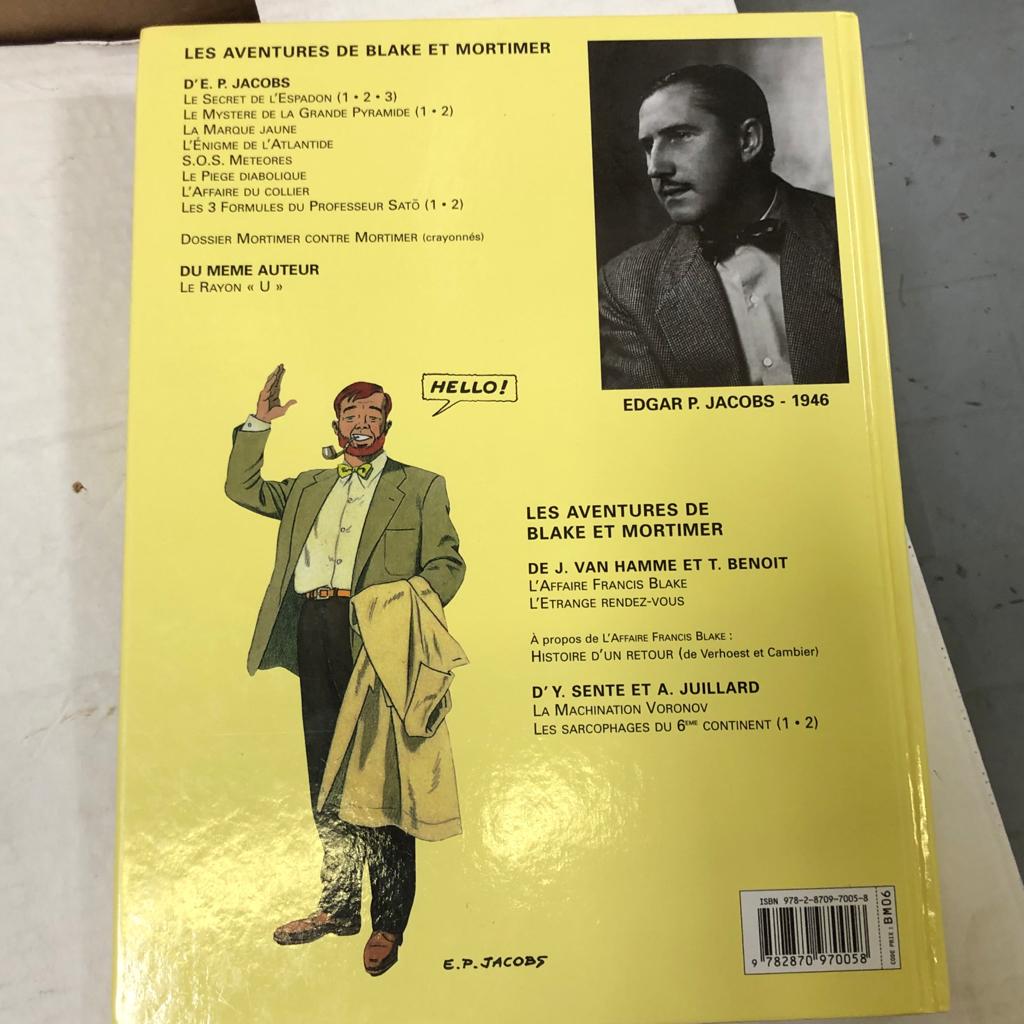 LES AVENTURES DE BLAKE ET MORTIMER
D'E. P. JACOBS
LE SECRET DE L'ESPADON (1 • 2 • 3)
LE MYSTERE DE LA GRANDE PYRAMIDE (1 • 2)
LA MARQUE JAUNE
L'ÉNIGME DE L'ATLANTIDE
S.O.S. METEORES
LE PIEGE DIABOLIQUE
L'AFFAIRE DU COLLIER
LES 3 FORMULES DU PROFESSEUR SATŌ (1 • 2)
DOSSIER MORTIMER CONTRE MORTIMER (crayonnés)
DU MEME AUTEUR
LE RAYON « U »
EDGAR P. JACOBS - 1946
HELLO!
LES AVENTURES DE
BLAKE ET MORTIMER
DE J. VAN HAMME ET T. BENOIT
L'AFFAIRE FRANCIS BLAKE
L'ETRANGE RENDEZ-VOUS
À propos de L'AFFAIRE FRANCIS BLAKE :
HISTOIRE D'UN RETOUR (de Verhoest et Cambier)
D'Y. SENTE ET A. JUILLARD
LA MACHINATION VORONOV
LES SARCOPHAGES DU 6EME CONTINENT (1 • 2)
E.P. JACOBS
ISBN 978-2-8709-7005-8
9 782870 970058
CODE PRIX : BM06